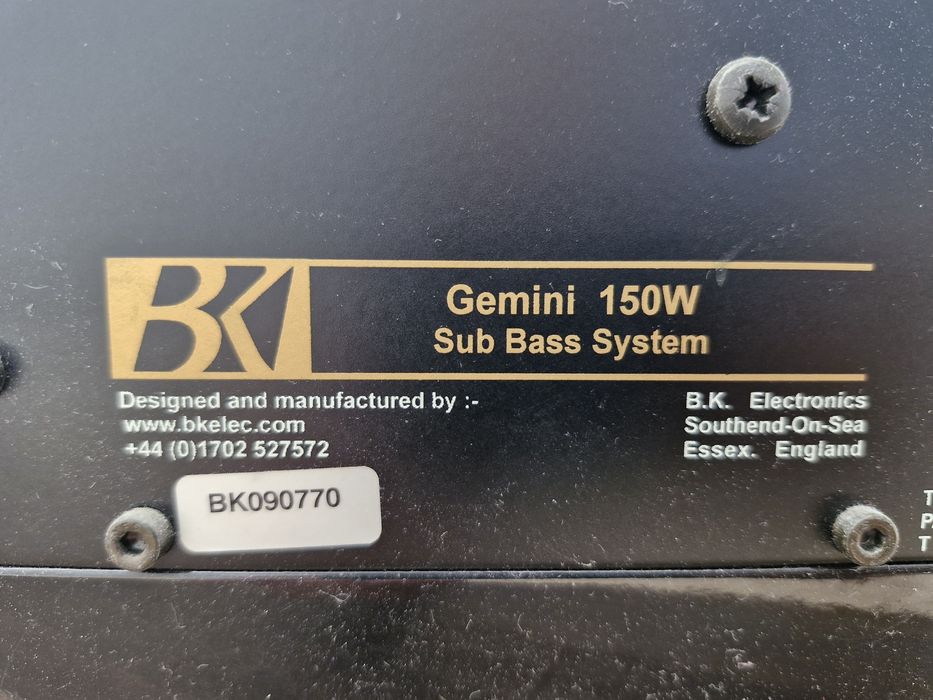 BK
Gemini 150W
Sub Bass System
Designed and manufactured by :-
www.bkelec.com
+44 (0)1702 527572
B.K. Electronics
Southend-On-Sea
Essex. England
BK090770
T
P
T